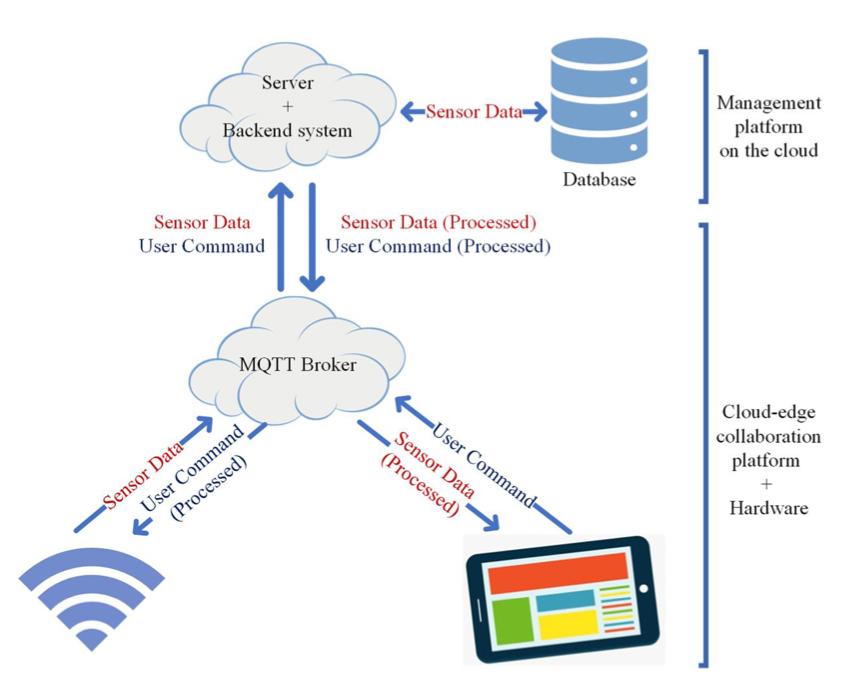 Server
+
Backend system
Sensor Data
Database
Management
platform
on the cloud
Sensor Data
User Command
Sensor Data (Processed)
User Command (Processed)
MQTT Broker
Sensor Data
User Command
(Processed)
Sensor Data
(Processed)
User Command
Cloud-edge
collaboration
platform
+
Hardware